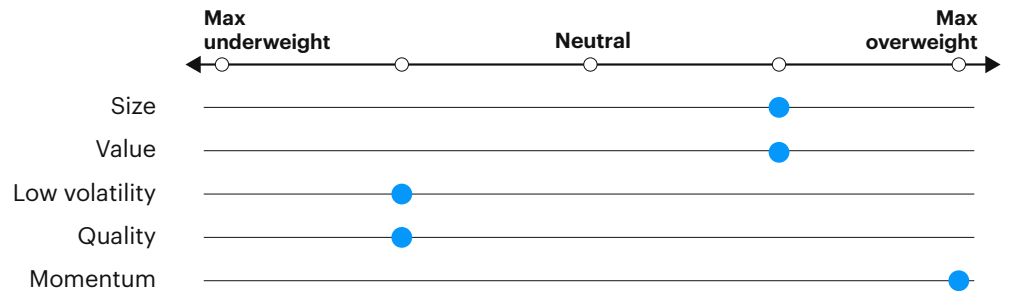 Max
underweight
Neutral
Max
overweight
Size
Value
Low volatility
Quality
Momentum